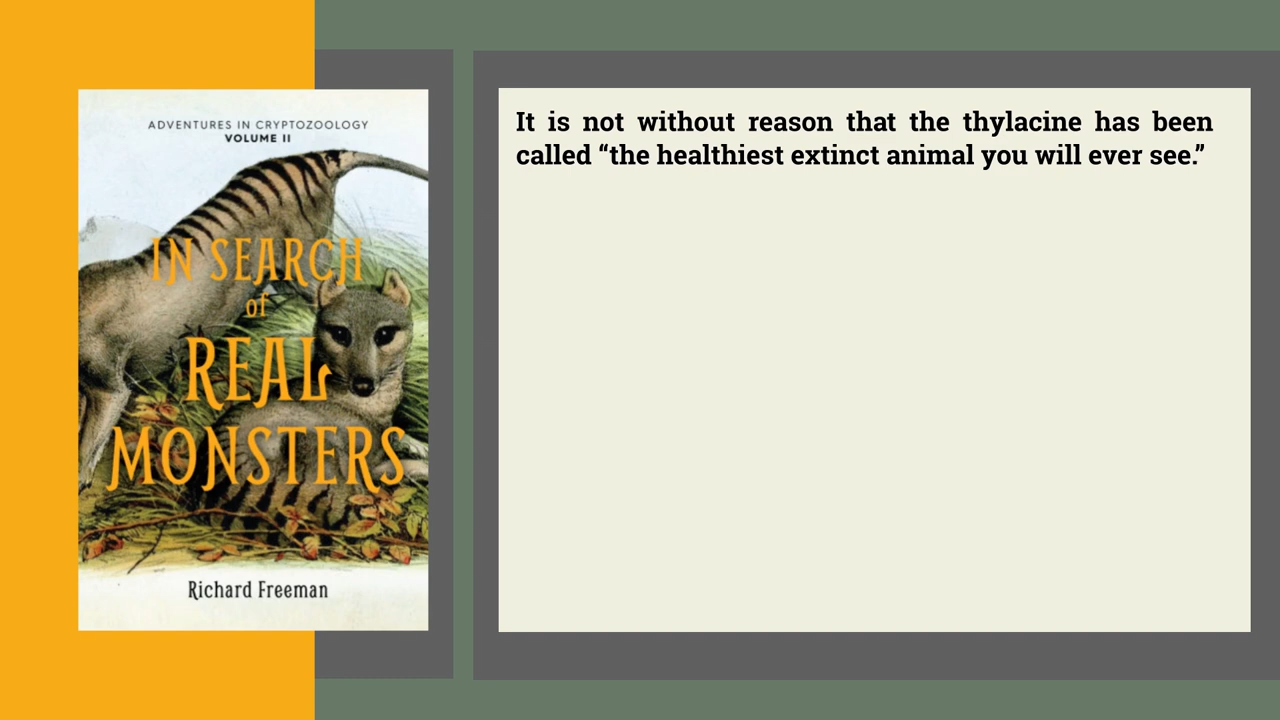 ADVENTURES IN CRYPTOZOOLOGY
VOLUME II
IN SEARCH
of
REAL
MONSTERS
Richard Freeman
It is not without reason that the thylacine has been
called “the healthiest extinct animal you will ever see.”